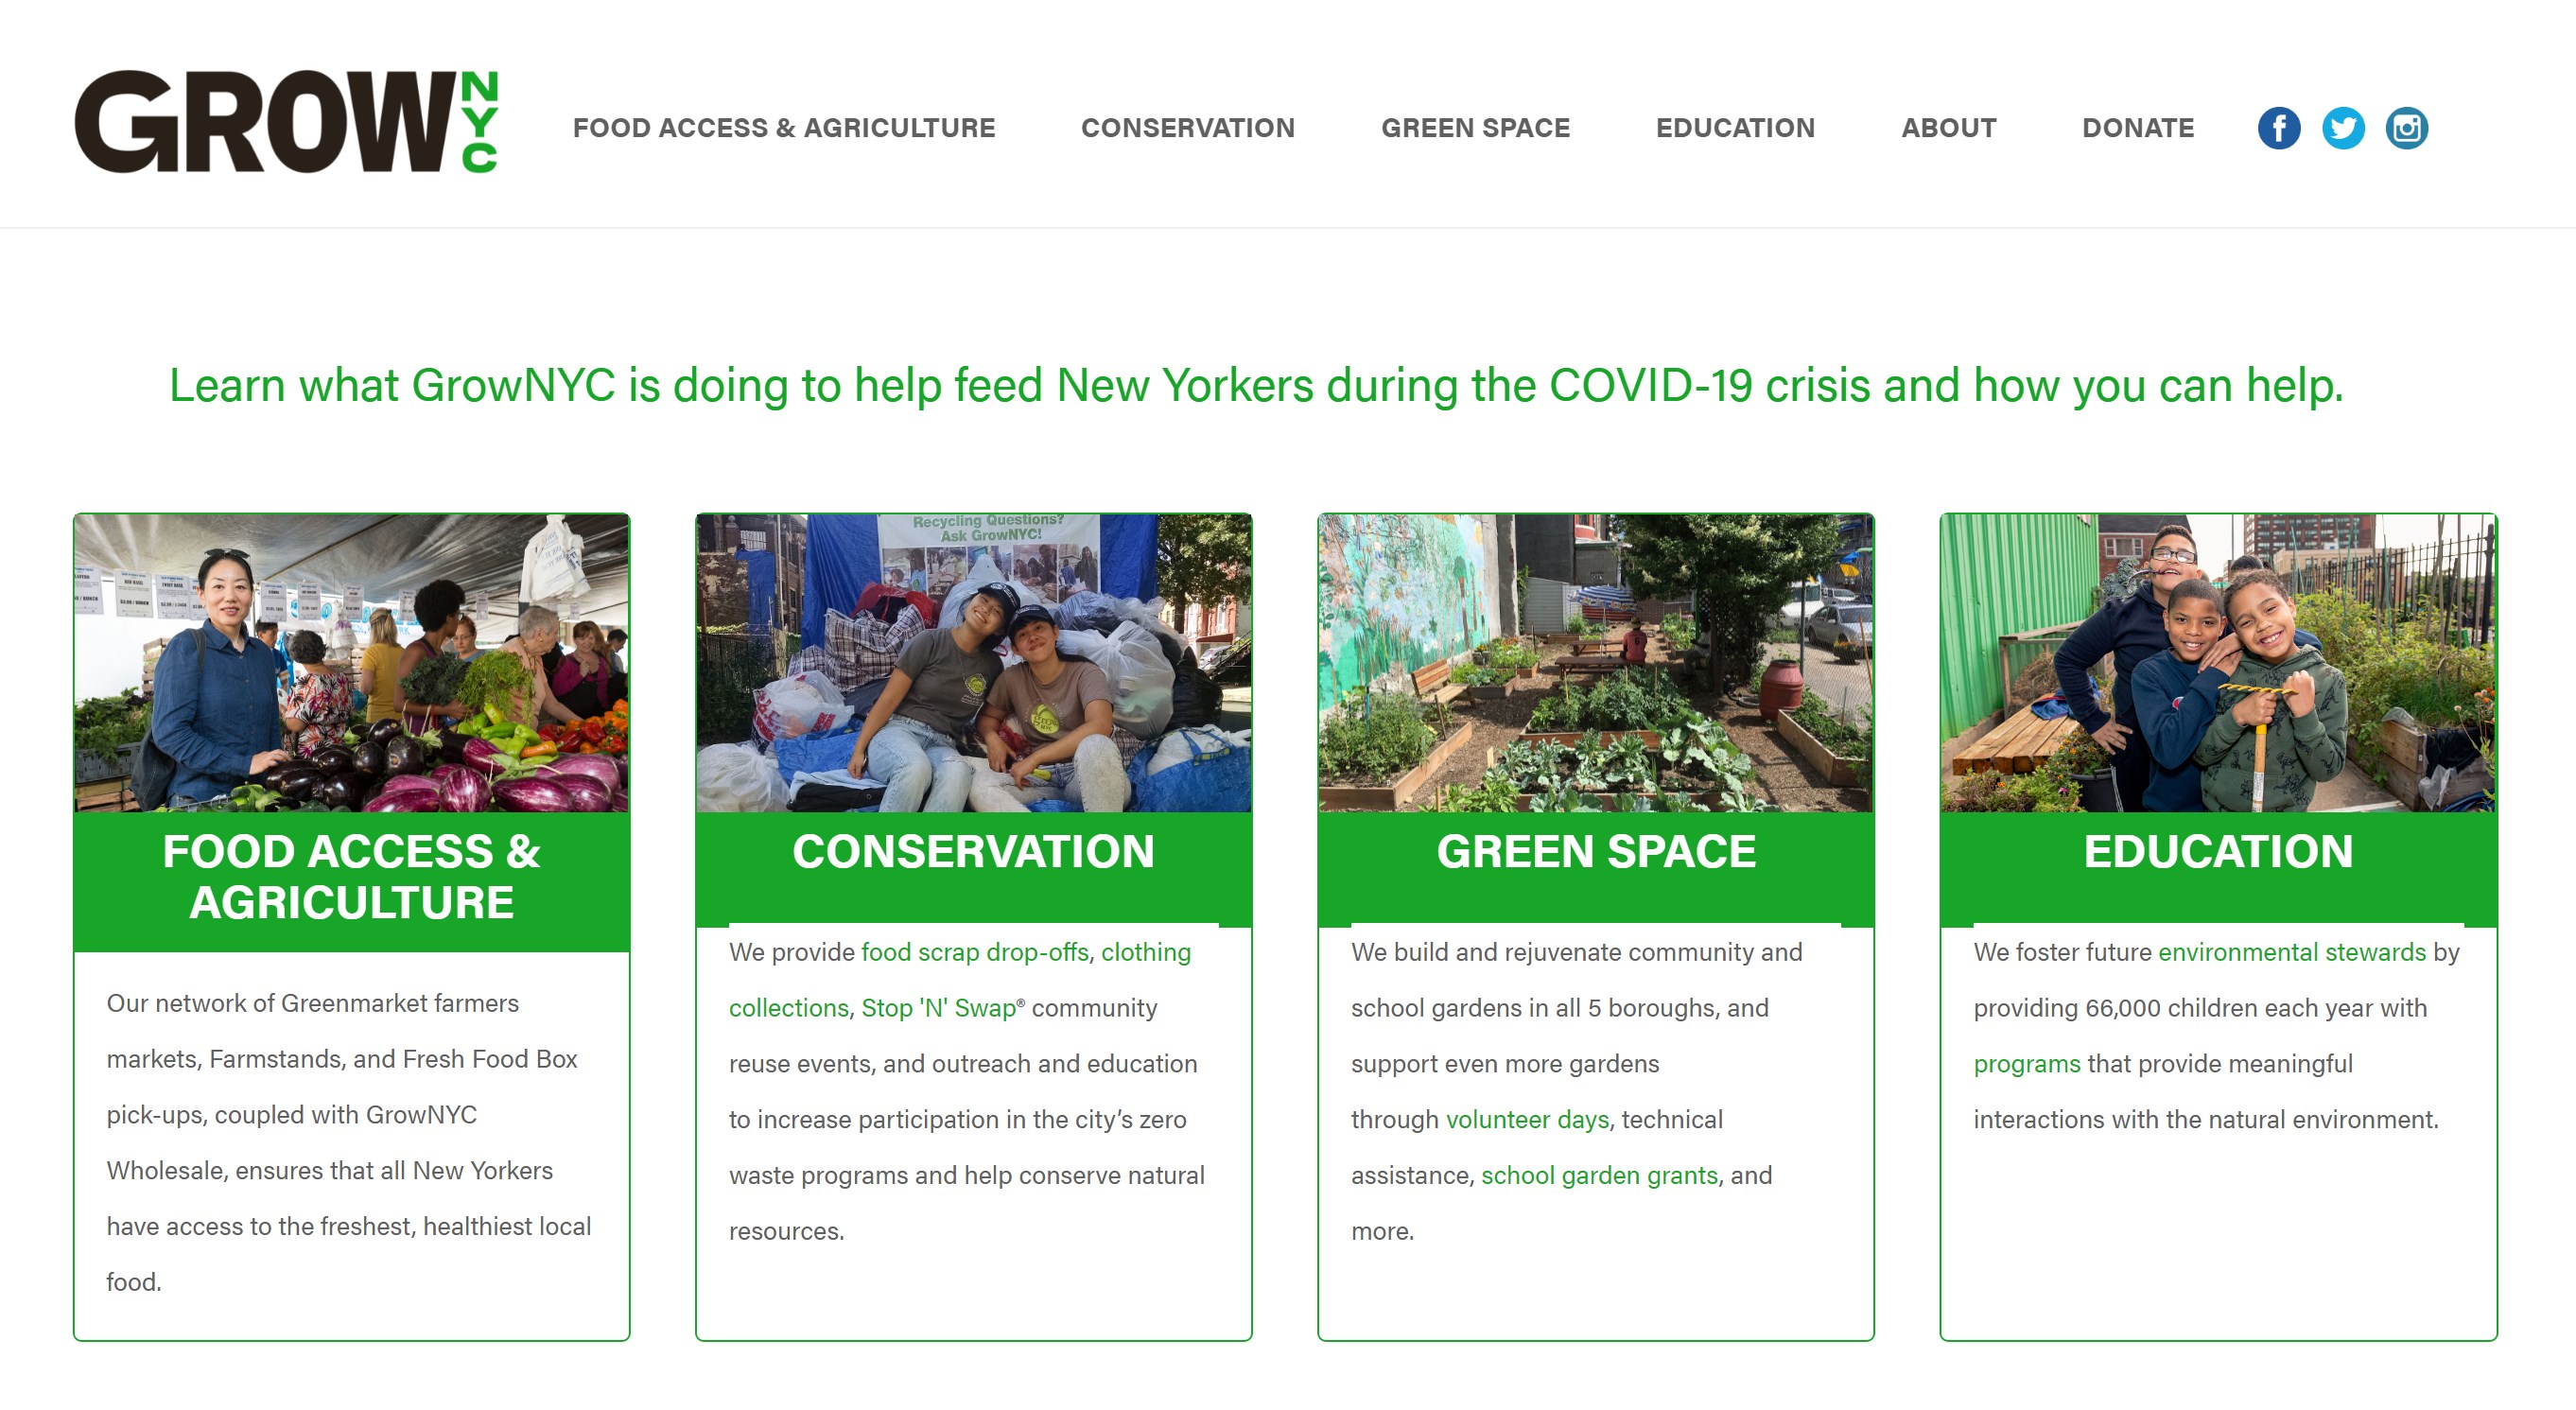 GROW NYC
FOOD ACCESS & AGRICULTURE
CONSERVATION
GREEN SPACE
EDUCATION
ABOUT
DONATE
Learn what GrowNYC is doing to help feed New Yorkers during the COVID-19 crisis and how you can help.
FOOD ACCESS &
AGRICULTURE
Our network of Greenmarket farmers
markets, Farmstands, and Fresh Food Box
pick-ups, coupled with GrowNYC
Wholesale, ensures that all New Yorkers
have access to the freshest, healthiest local
food.
Recycling Questions?
Ask GrowNYC!
CONSERVATION
We provide food scrap drop-offs, clothing
collections, Stop 'N' Swap® community
reuse events, and outreach and education
to increase participation in the city’s zero
waste programs and help conserve natural
resources.
GREEN SPACE
We build and rejuvenate community and
school gardens in all 5 boroughs, and
support even more gardens
through volunteer days, technical
assistance, school garden grants, and
more.
EDUCATION
We foster future environmental stewards by
providing 66,000 children each year with
programs that provide meaningful
interactions with the natural environment.